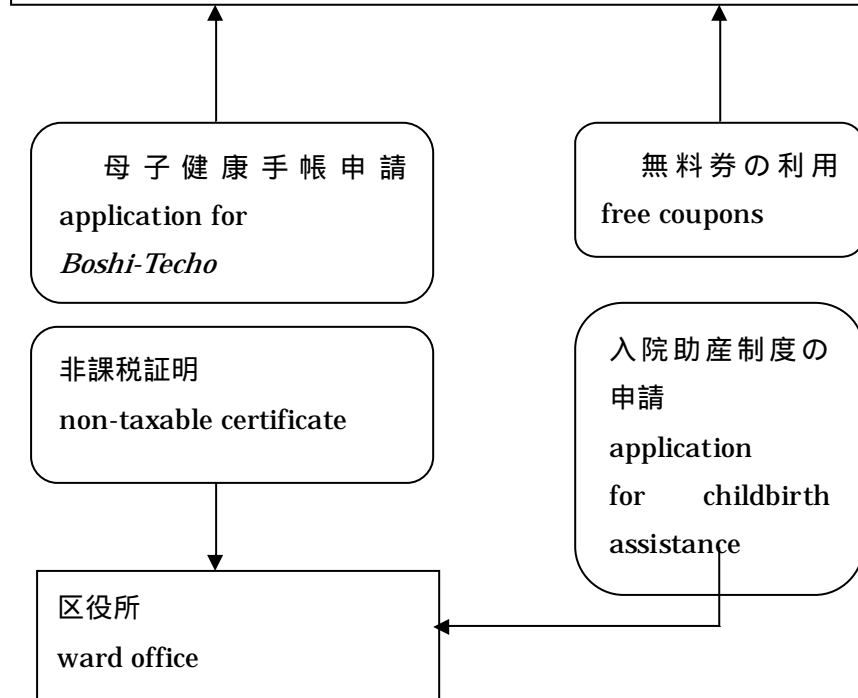 母子健康手帳申請
application for
Boshi-Techo
無料券の利用
free coupons
非課税証明
non-taxable certificate
入院助産制度の
申請
application
for childbirth
assistance
区役所
ward office